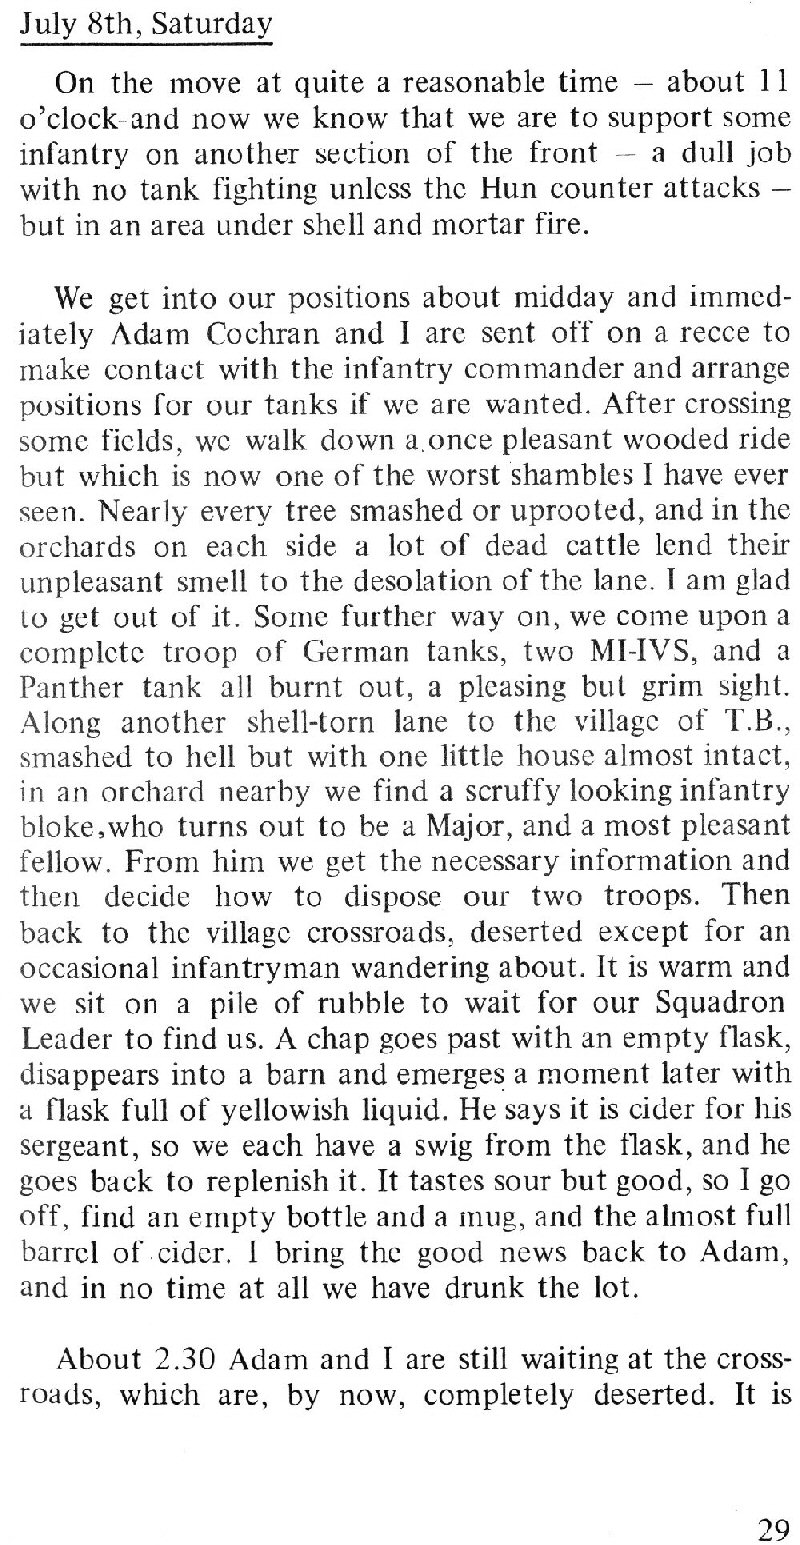 July 8th, Saturday
On the move at quite a reasonable time – about 11
o'clock and now we know that we are to support some
infantry on another section of the front – a dull job
with no tank fighting unless the Hun counter attacks –
but in an area under shell and mortar fire.
We get into our positions about midday and immed-
iately Adam Cochran and I are sent off on a recce to
make contact with the infantry commander and arrange
positions for our tanks if we are wanted. After crossing
some fields, we walk down a once pleasant wooded ride
but which is now one of the worst shambles I have ever
seen. Nearly every tree smashed or uprooted, and in the
orchards on each side a lot of dead cattle lend their
unpleasant smell to the desolation of the lane. I am glad
to get out of it. Some further way on, we come upon a
complete troop of German tanks, two MI-IVS, and a
Panther tank all burnt out, a pleasing but grim sight.
Along another shell-torn lane to the village of T.B.,
smashed to hell but with one little house almost intact,
in an orchard nearby we find a scruffy looking infantry
bloke,who turns out to be a Major, and a most pleasant
fellow. From him we get the necessary information and
then decide how to dispose our two troops. Then
back to the village crossroads, deserted except for an
occasional infantryman wandering about. It is warm and
we sit on a pile of rubble to wait for our Squadron
Leader to find us. A chap goes past with an empty flask,
disappears into a barn and emerges a moment later with
a flask full of yellowish liquid. He says it is cider for his
sergeant, so we each have a swig from the flask, and he
goes back to replenish it. It tastes sour but good, so I go
off, find an empty bottle and a mug, and the almost full
barrel of cider. I bring the good news back to Adam,
and in no time at all we have drunk the lot.
About 2.30 Adam and I are still waiting at the cross-
roads, which are, by now, completely deserted. It is
29